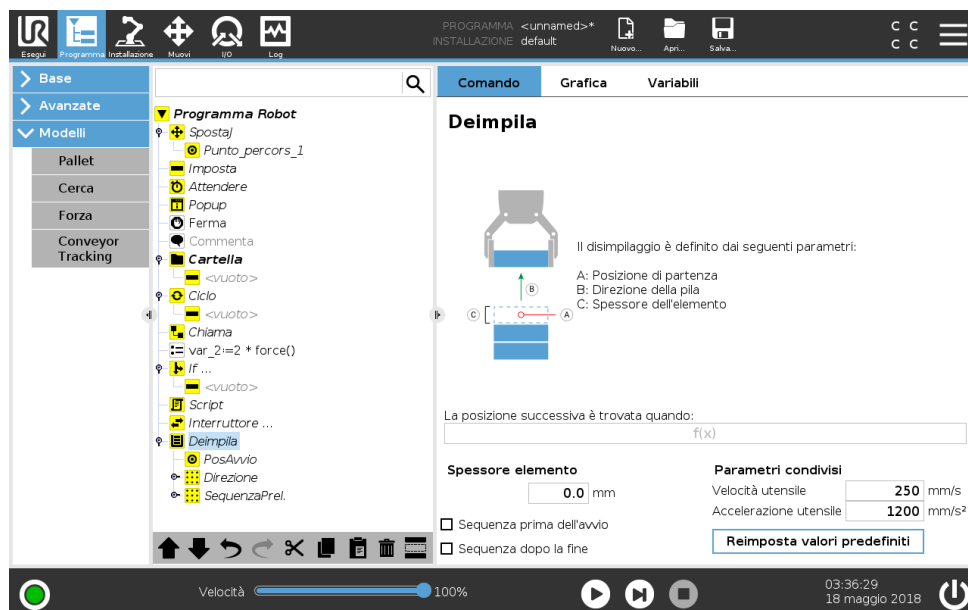 UR
Esegui
Programma
Installazione
Muovi
I/O
Log
PROGRAMMA <unnamed>*
INSTALLAZIONE default
Nuovo...
Apri...
Salva...
C C
C C
Base
Avanzate
Modelli
Pallet
Cerca
Forza
Conveyor
Tracking
Programma Robot
SpostaJ
Punto_percors_1
Imposta
Attendere
Popup
Ferma
Commenta
Cartella
<vuoto>
Ciclo
<vuoto>
Chiama
var_2:=2 * force()
If ...
<vuoto>
Script
Interruttore ...
Deimpila
PosAvvio
Direzione
SequenzaPrel.
Comando Grafica Variabili
Deimpila
B
C
A
Il disimpilaggio è definito dai seguenti parametri:
A: Posizione di partenza
B: Direzione della pila
C: Spessore dell'elemento
La posizione successiva è trovata quando:
f(x)
Spessore elemento
0.0 mm
Sequenza prima dell'avvio
Sequenza dopo la fine
Parametri condivisi
Velocità utensile 250 mm/s
Accelerazione utensile 1200 mm/s²
Reimposta valori predefiniti
Velocità 100%
03:36:29
18 maggio 2018